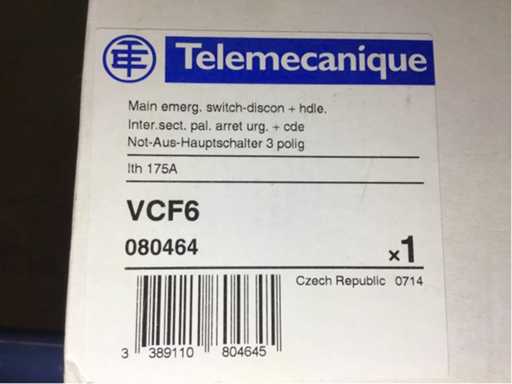 Telemecanique
Main emerg. switch-discon + hdle.
Inter.sect. pal. arret urg. + cde
Not-Aus-Hauptschalter 3 polig
Ith 175A
VCF6
080464
x1
Czech Republic 0714
3 389110 804645